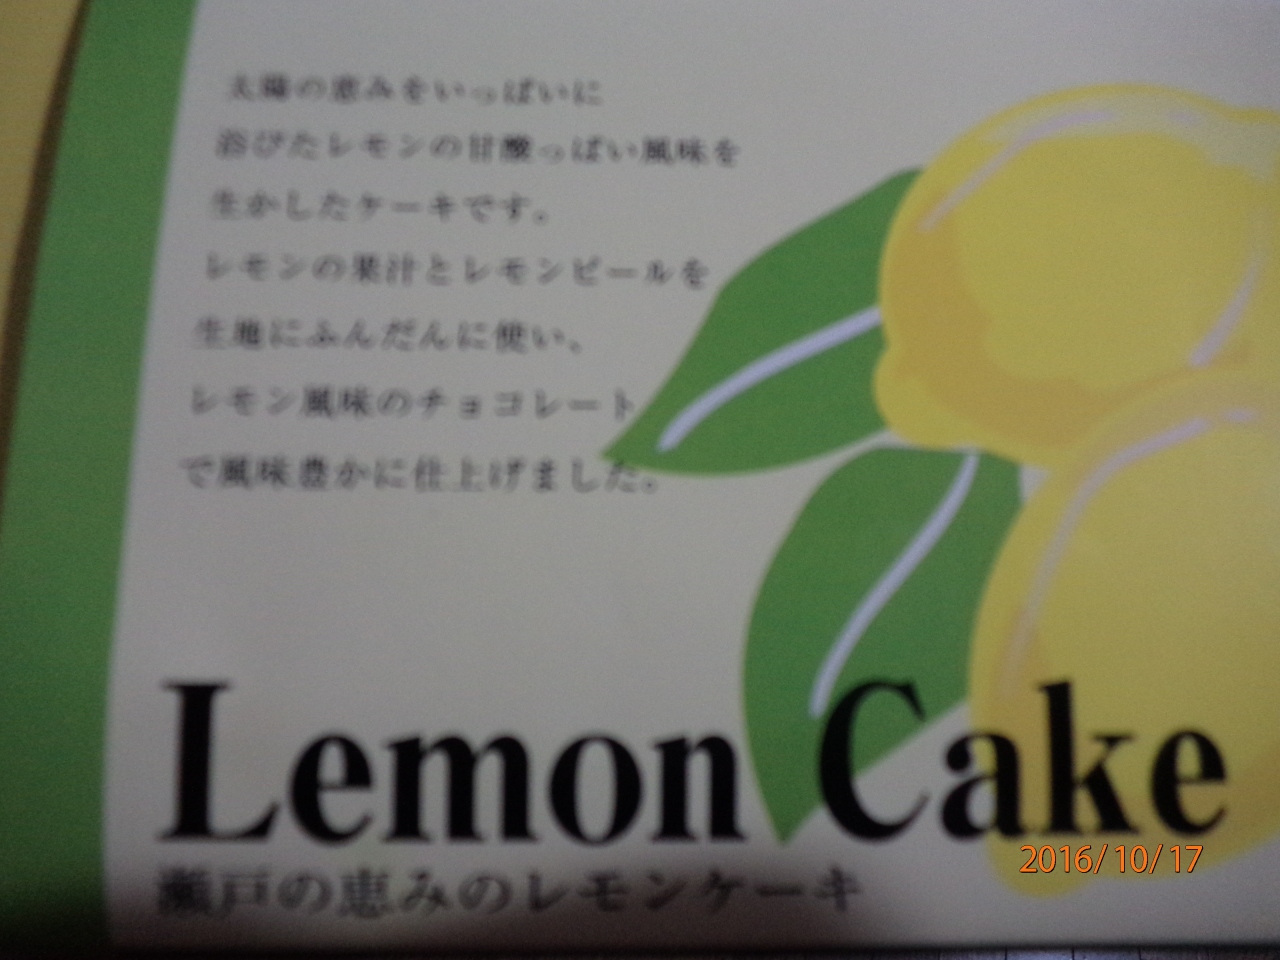 太陽の恵みをいっぱいに
浴びたレモンの甘酸っぱい風味を
生かしたケーキです。
レモンの果汁とレモンピールを
生地にふんだんに使い、
レモン風味のチョコレート
で風味豊かに仕上げました。
Lemon Cake
2016/10/17
瀬戸の恵みのレモンケーキ